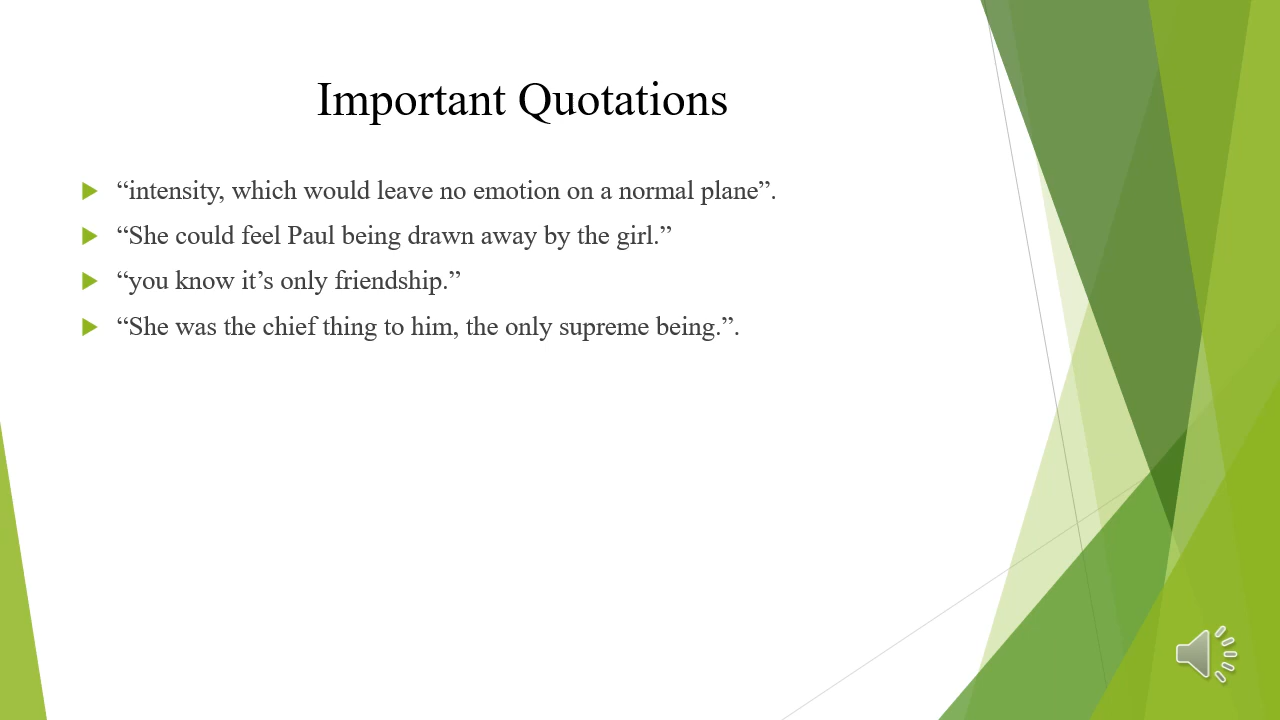 Important Quotations
“intensity, which would leave no emotion on a normal plane”.
“She could feel Paul being drawn away by the girl.”
“you know it’s only friendship.”
“She was the chief thing to him, the only supreme being.”.